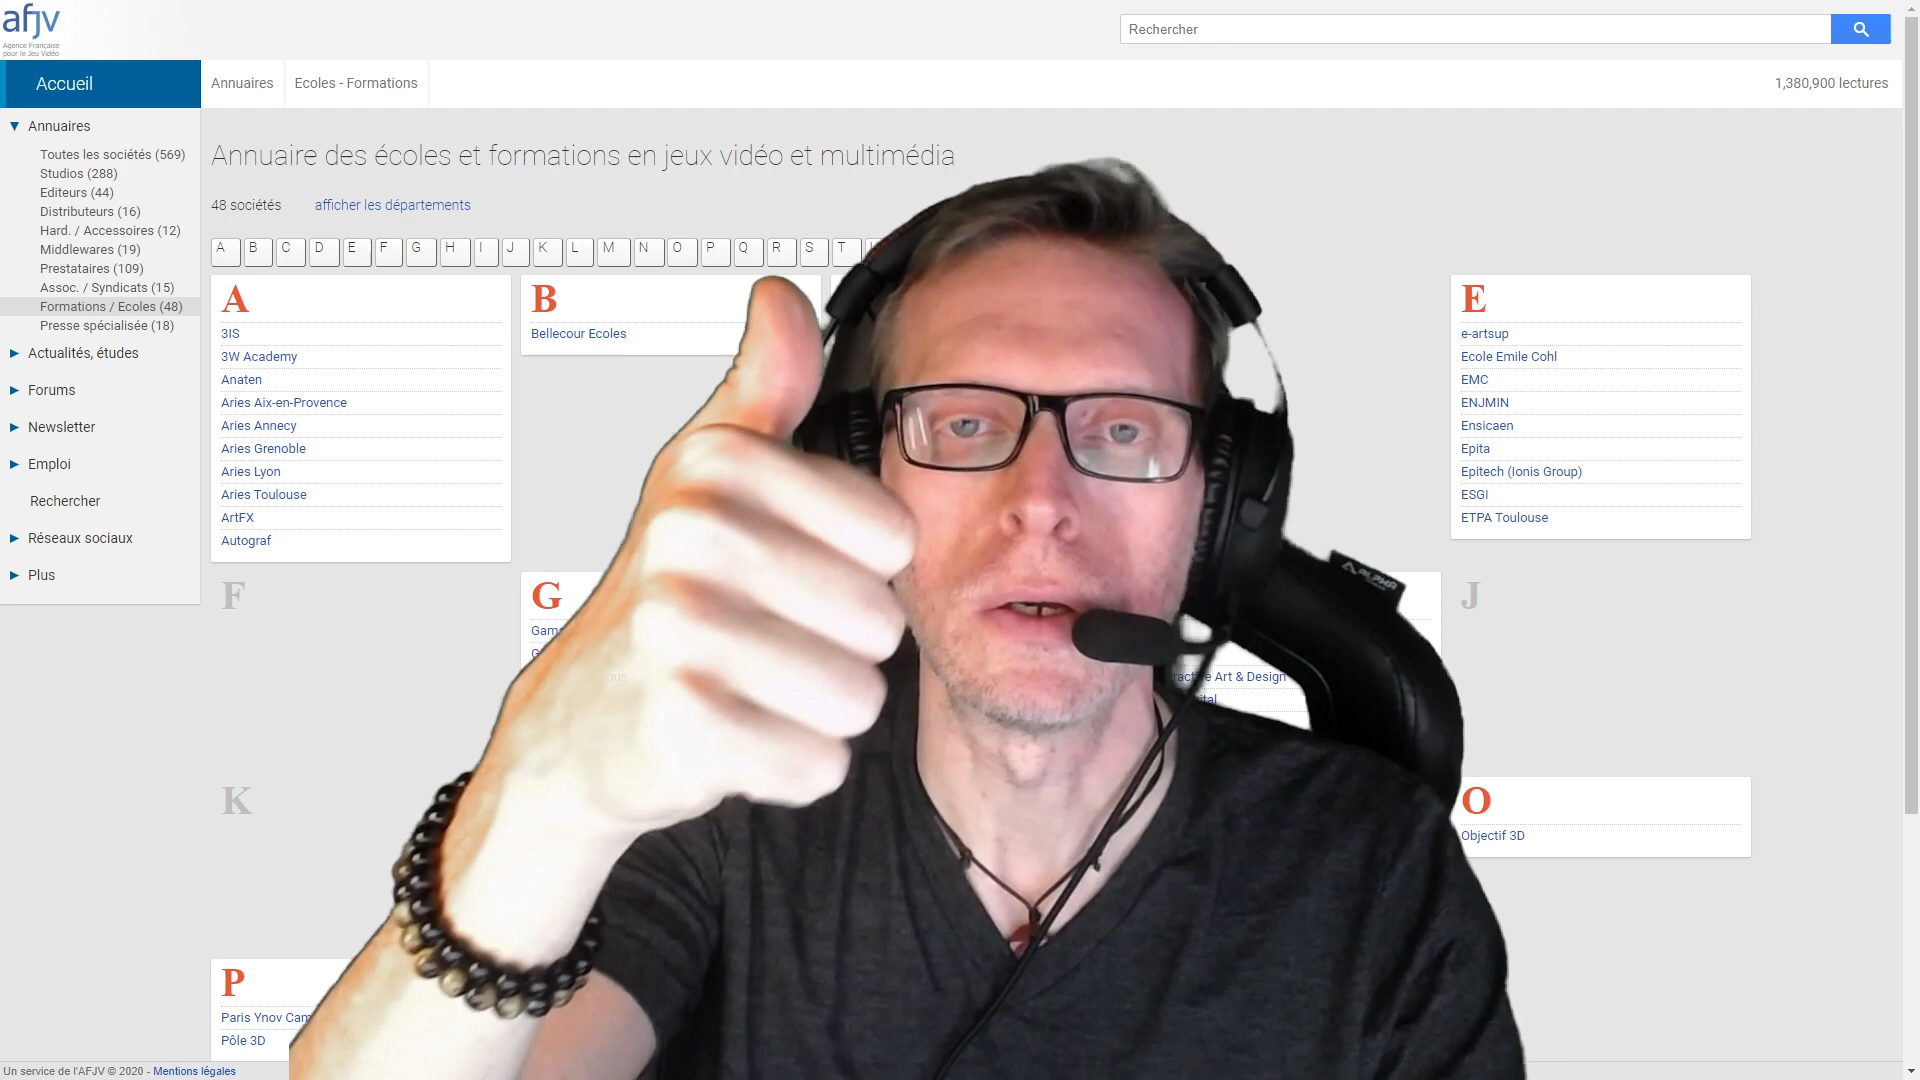 afjv
Agence Française
pour le Jeu Vidéo
Rechercher
Accueil
Annuaires
Ecoles - Formations
1,380,900 lectures
Annuaires
Toutes les sociétés (569)
Studios (288)
Editeurs (44)
Distributeurs (16)
Hard. / Accessoires (12)
Middlewares (19)
Prestataires (109)
Assoc. / Syndicats (15)
Formations / Ecoles (48)
Presse spécialisée (18)
Actualités, études
Forums
Newsletter
Emploi
Rechercher
Réseaux sociaux
Plus
Annuaire des écoles et formations en jeux vidéo et multimédia
48 sociétés
afficher les départements
A B C D E F G H I J K L M N O P Q R S T
A
3IS
3W Academy
Anaten
Aries Aix-en-Provence
Aries Annecy
Aries Grenoble
Aries Lyon
Aries Toulouse
ArtFX
Autograf
B
Bellecour Ecoles
E
e-artsup
Ecole Emile Cohl
EMC
ENJMIN
Ensicaen
Epita
Epitech (Ionis Group)
ESGI
ETPA Toulouse
F
G
Art & Design
J
K
O
Objectif 3D
P
Paris Ynov
Pôle 3D
ALPHA
Un service de l'AFJV © 2020 - Mentions légales